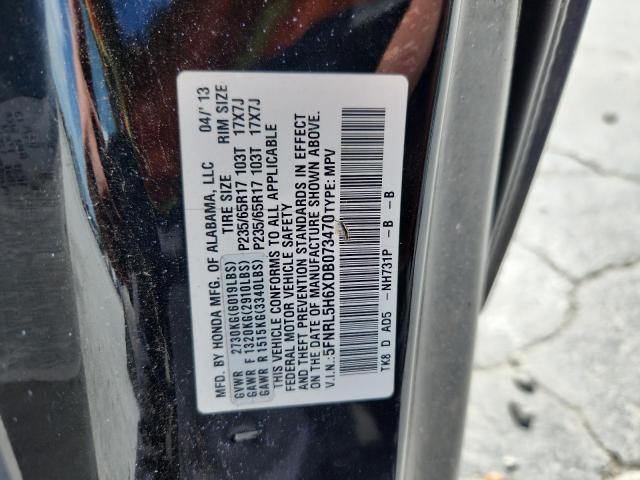 MFD. BY HONDA MFG. OF ALABAMA, LLC 04/13
TIRE SIZE RIM SIZE
GVWR 2730KG(6019LBS)
GAWR F 1320KG(2910LBS) P235/65R17 103T 17X7J
GAWR R 1515KG(3340LBS) P235/65R17 103T 17X7J
THIS VEHICLE CONFORMS TO ALL APPLICABLE
FEDERAL MOTOR VEHICLE SAFETY
AND THEFT PREVENTION STANDARDS IN EFFECT
ON THE DATE OF MANUFACTURE SHOWN ABOVE.
V.I.N.:5FNRL5H6XDB073470 TYPE: MPV
TK8 D AD5 -NH731P -B -B